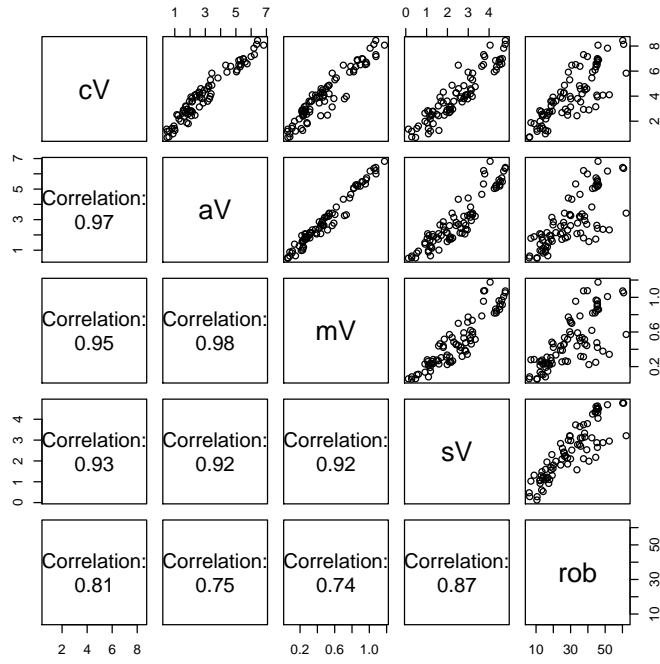 1 3 5 7
0 1 2 3 4
cV
2 4 6 8
1 3 5 7
Correlation:
0.97
aV
Correlation:
0.95
Correlation:
0.98
mV
0.2 0.6 1.0
0 1 2 3 4
Correlation:
0.93
Correlation:
0.92
Correlation:
0.92
sV
Correlation:
0.81
Correlation:
0.75
Correlation:
0.74
Correlation:
0.87
rob
10 30 50
2 4 6 8
0.2 0.6 1.0
10 30 50